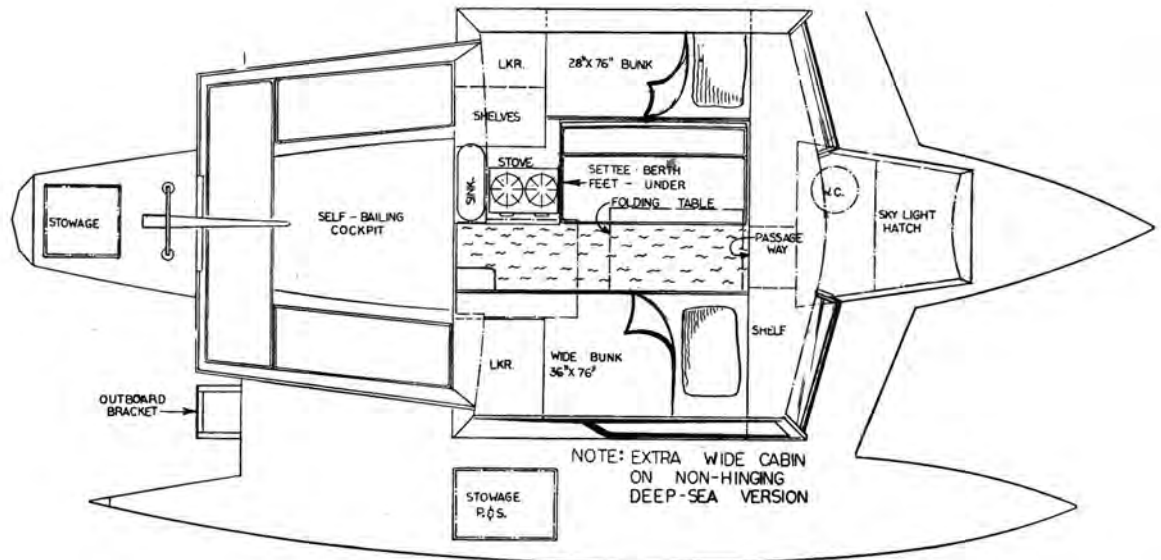 LKR.
28"X 76" BUNK
SHELVES
STOVE
SINK
SETTEE - BERTH
FEET - UNDER
FOLDING TABLE
W.C.
SKY LIGHT
HATCH
STOWAGE
SELF - BAILING
COCKPIT
PASSAGE
WAY
SHELF
LKR.
WIDE BUNK
36"X 76"
OUTBOARD
BRACKET
NOTE: EXTRA WIDE CABIN
ON NON-HINGING
DEEP-SEA VERSION
STOWAGE
P.&S.